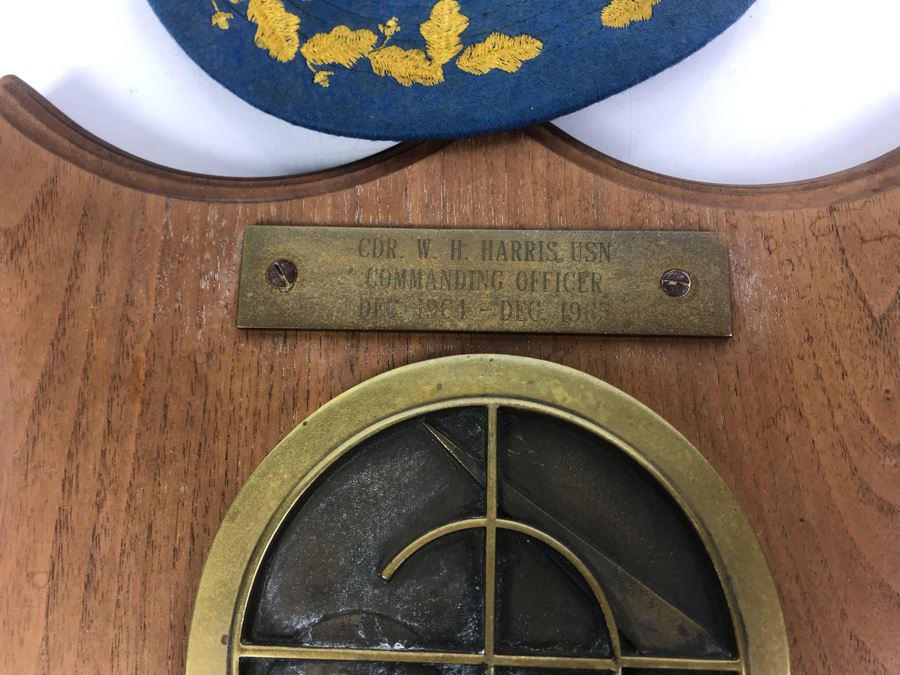 CDR. W. H. HARRIS, USN
COMMANDING OFFICER
DEC 1964 - DEC 1965